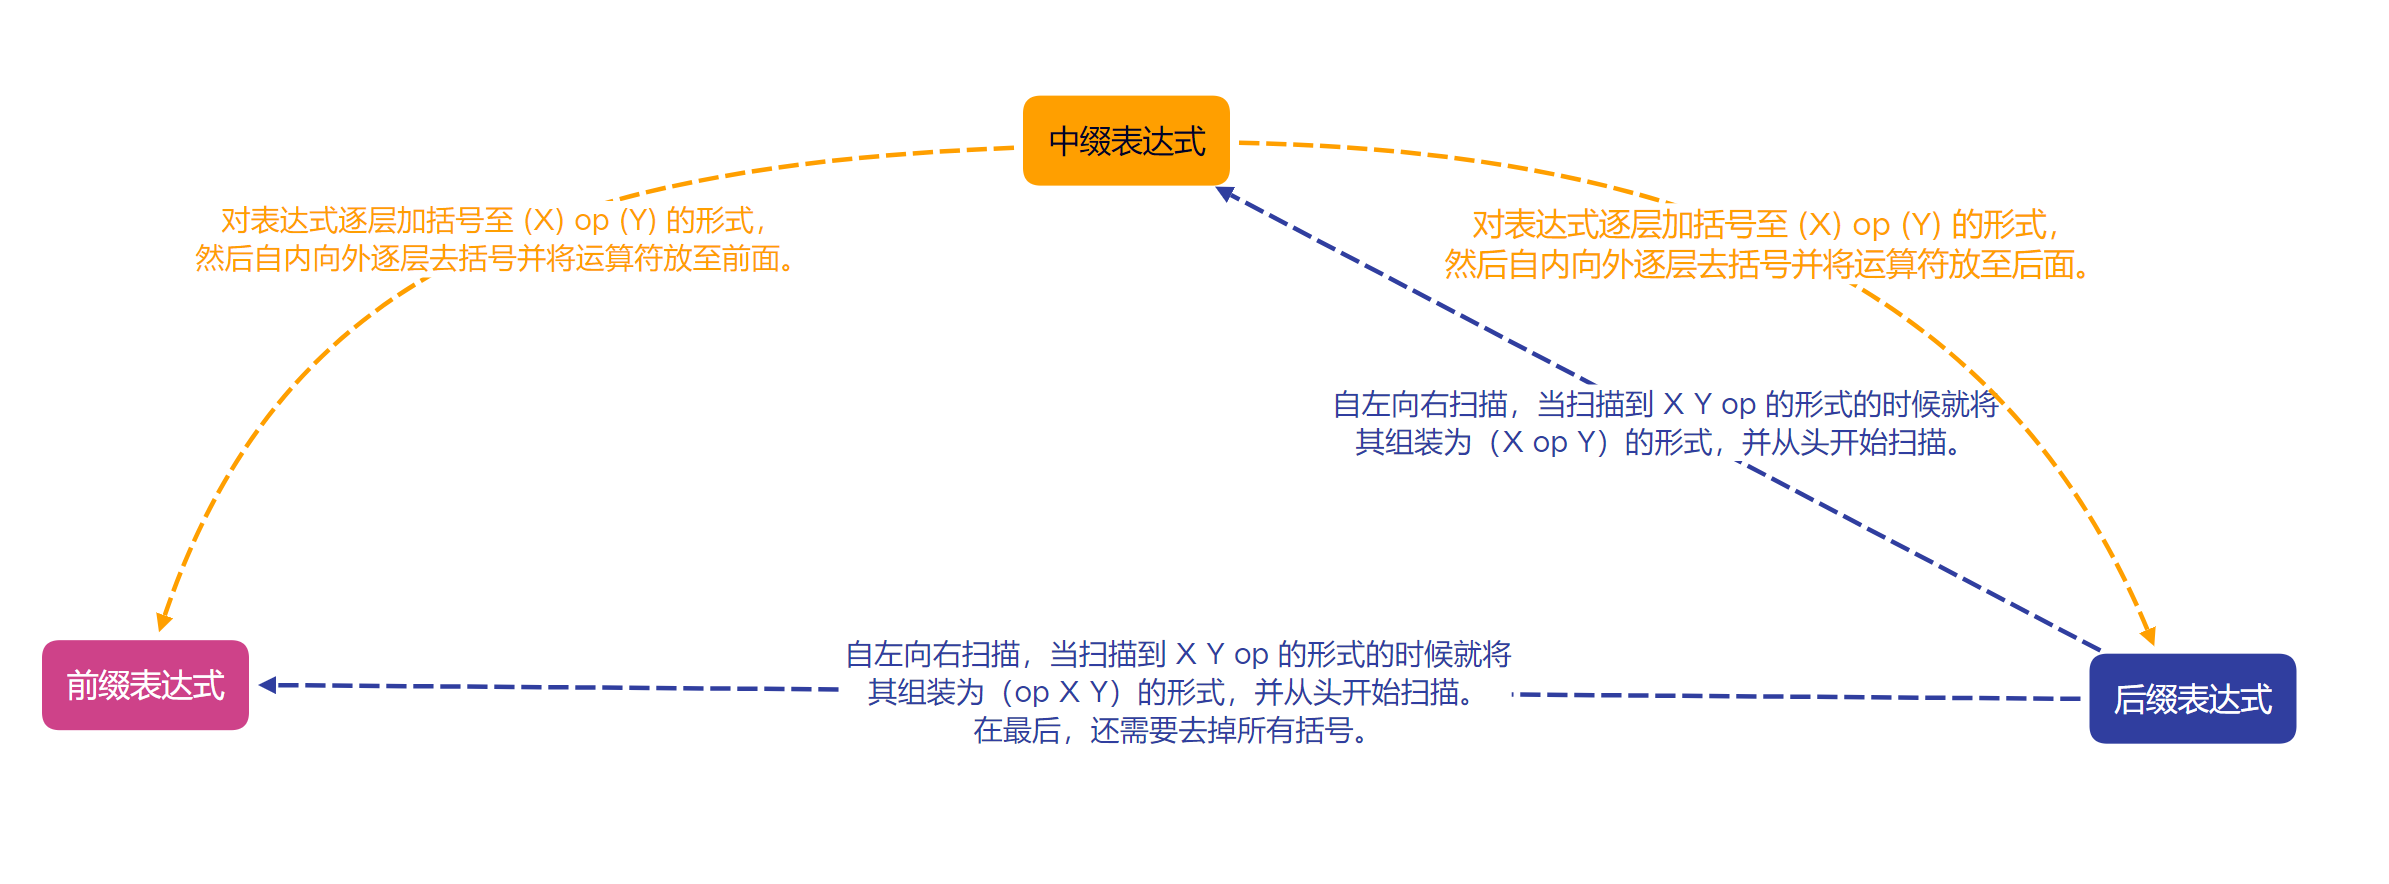 中缀表达式
对表达式逐层加括号至 (X) op (Y) 的形式，
然后自内向外逐层去括号并将运算符放至前面。
对表达式逐层加括号至 (X) op (Y) 的形式，
然后自内向外逐层去括号并将运算符放至后面。
自左向右扫描，当扫描到 X Y op 的形式的时候就将
其组装为（X op Y）的形式，并从头开始扫描。
前缀表达式
自左向右扫描，当扫描到 X Y op 的形式的时候就将
其组装为（op X Y）的形式，并从头开始扫描。
在最后，还需要去掉所有括号。
后缀表达式